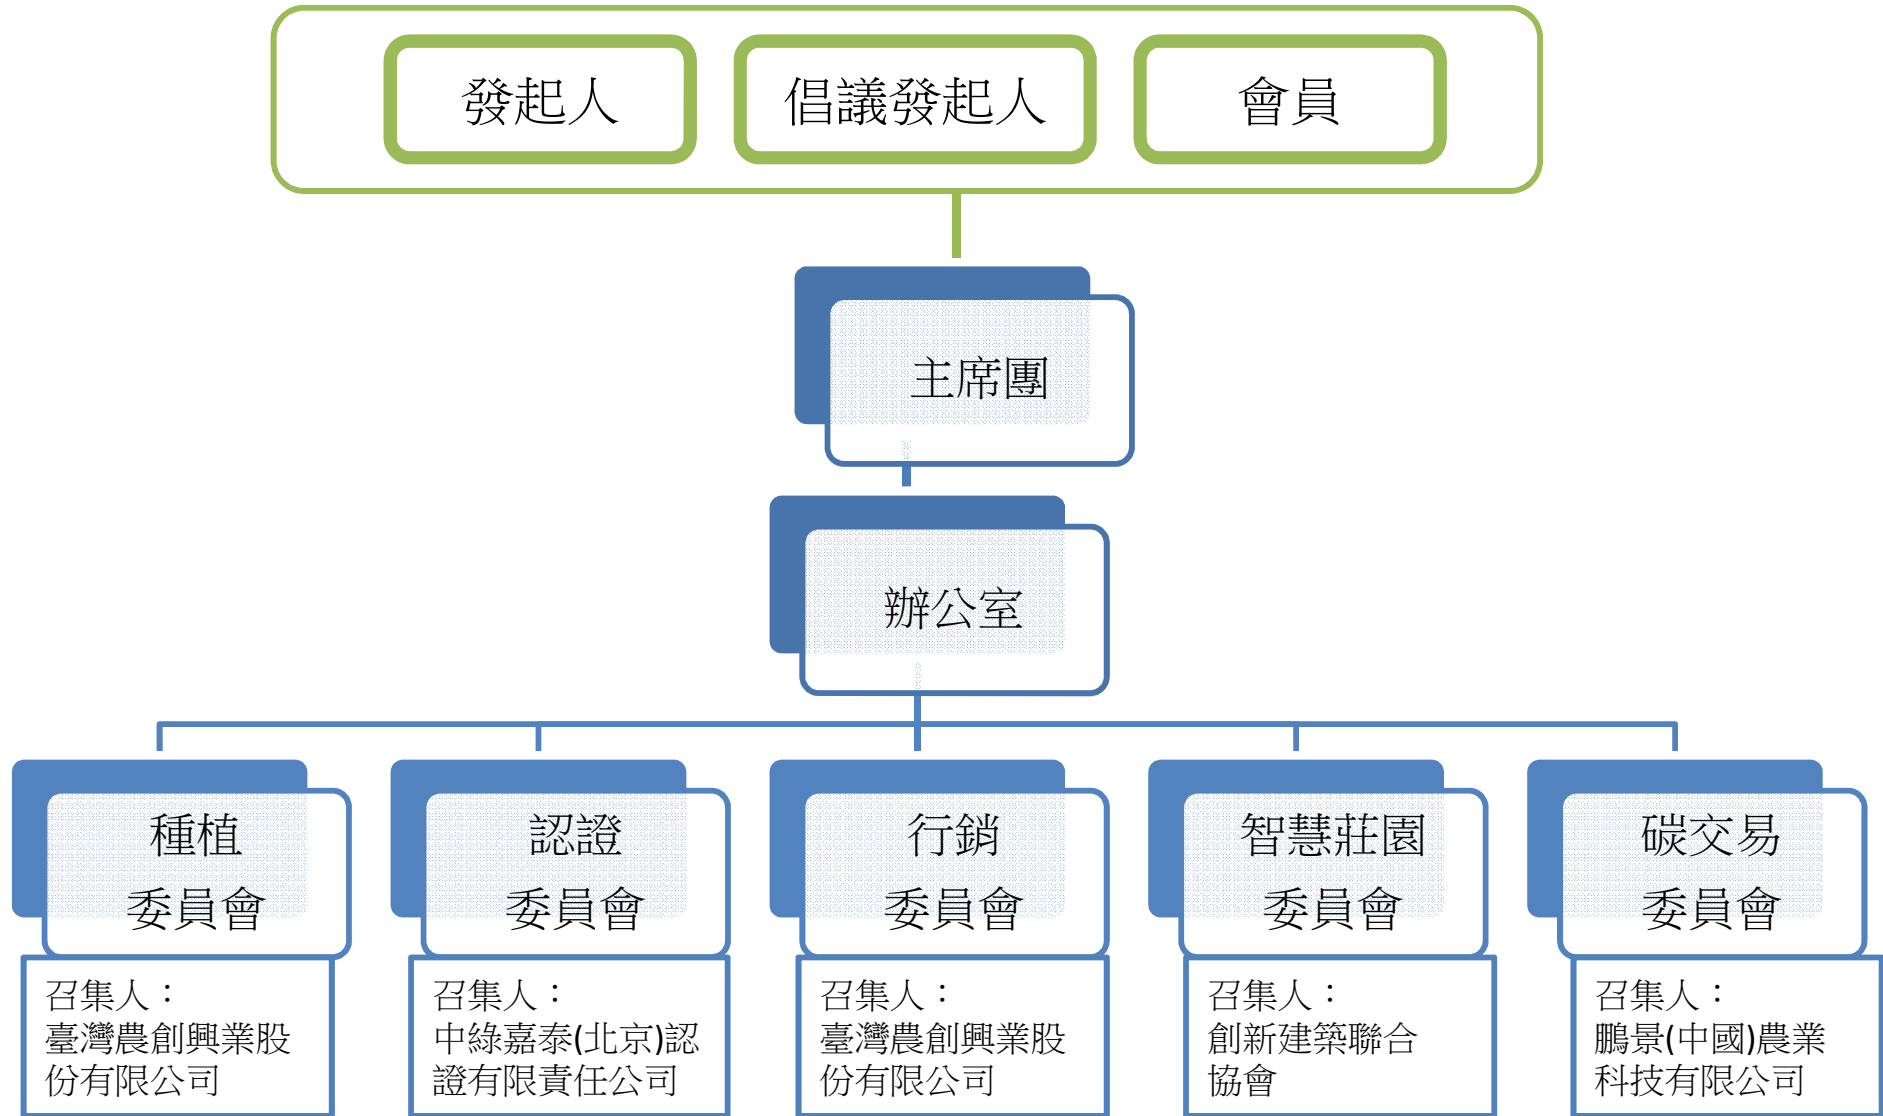 發起人
倡議發起人
會員
主席團
辦公室
種植
委員會
認證
委員會
行銷
委員會
智慧莊園
委員會
碳交易
委員會
召集人：
臺灣農創興業股
份有限公司
召集人：
中綠嘉泰(北京)認
證有限責任公司
召集人：
臺灣農創興業股
份有限公司
召集人：
創新建築聯合
協會
召集人：
鵬景(中國)農業
科技有限公司